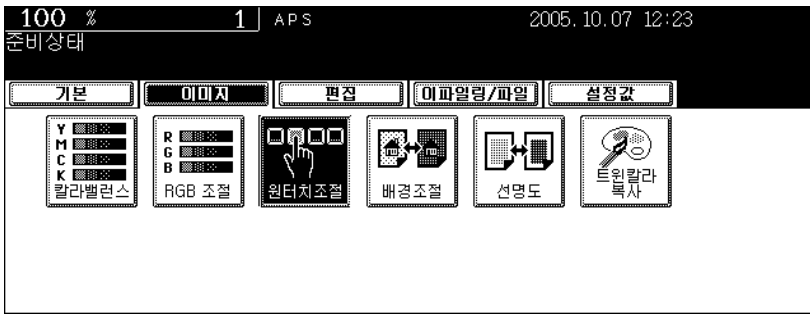 100 % 1 APS 2005.10.07 12:23
준비상태
기본 이미지 편집 이파일링/파일 설정값
Y
M
C
K
칼라밸런스
R
G
B
RGB 조절
원터치조절
배경조절
선명도
트윈칼라
복사